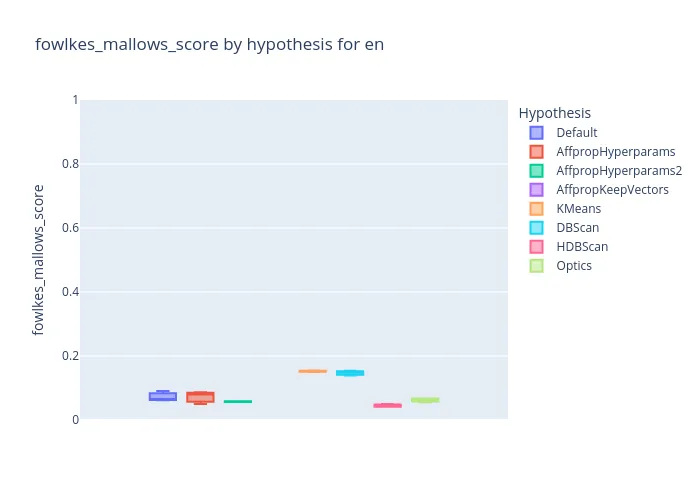 fowlkes_mallows_score by hypothesis for en
1
0.8
0.6
0.4
0.2
0
fowlkes_mallows_score
Hypothesis
Default
AffpropHyperparams
AffpropHyperparams2
AffpropKeepVectors
KMeans
DBScan
HDBScan
Optics